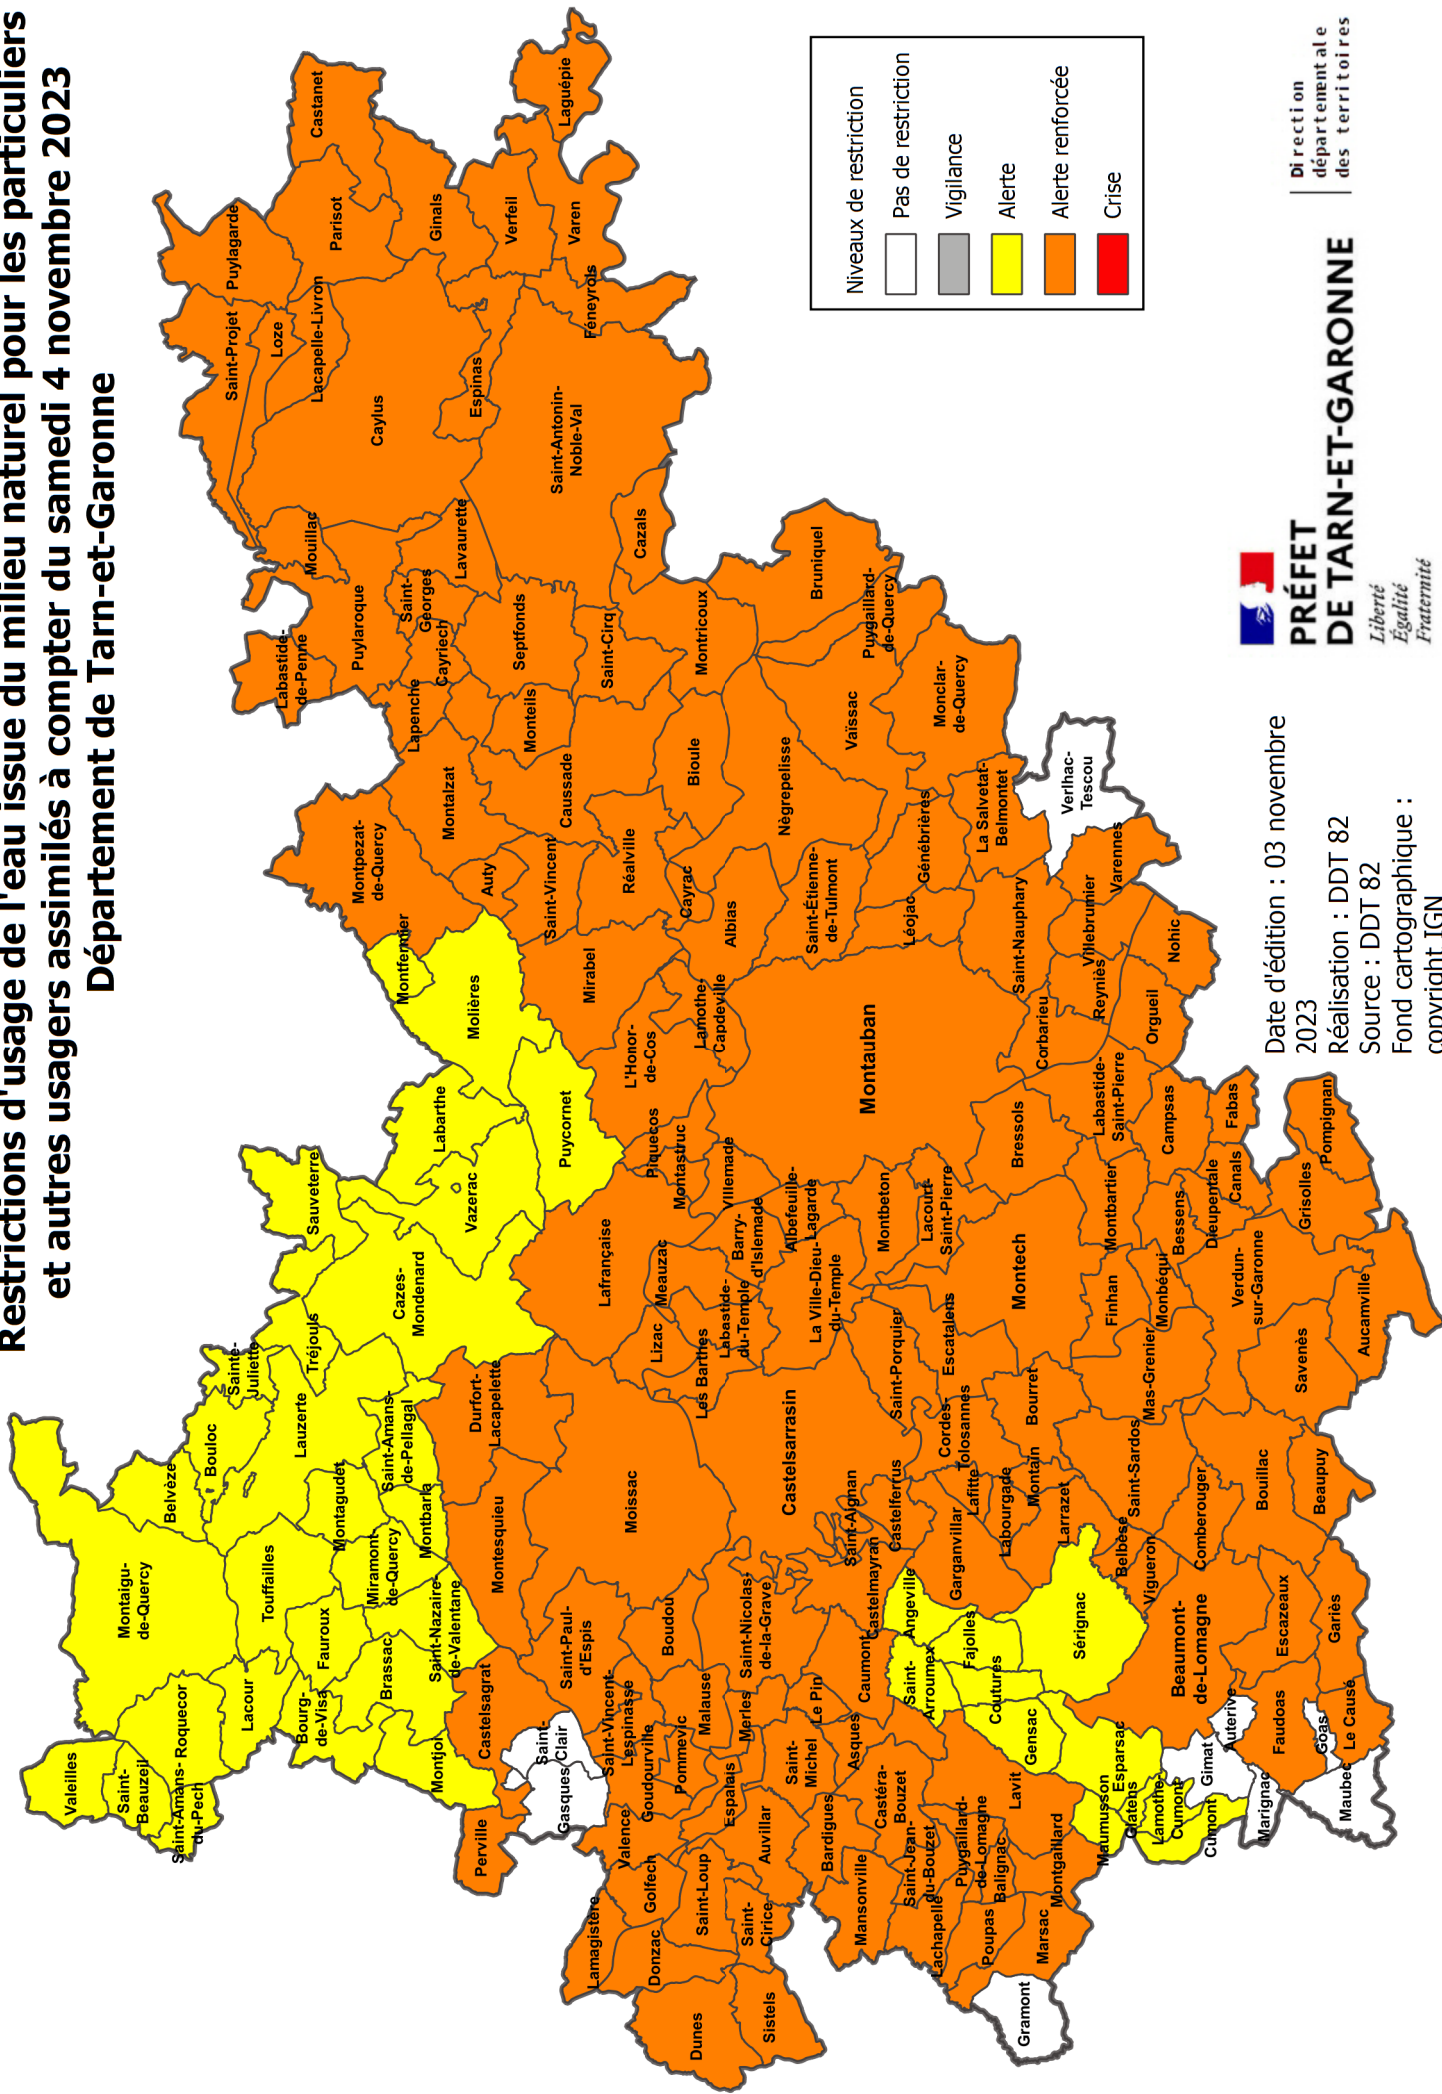 Restrictions d'usage de l'eau issue du milieu naturel pour les particuliers
et autres usagers assimilés à compter du samedi 4 novembre 2023
Département de Tarn-et-Garonne
Castanet
Laguépie
Puylagarde
Parisot
Ginals
Verfeil
Varen
Saint-Projet
Loze
Lacapelle-Livron
Féneyrols
Caylus
Espinas
Saint-Antonin-
Noble-Val
Mouillac
Lavaurette
Cazals
Bruniquel
Labastide-
de-Penne
Puylaroque
Saint-
Georges
Cayriech
Septfonds
Saint-Cirq
Montricoux
Puygaillard-
de-Quercy
Lapenche
Monteils
Vaïssac
Monclar-
de-Quercy
Montpezat-
de-Quercy
Montalzat
Caussade
Bioule
Nègrepelisse
La Salvetat-
Belmontet
Verlhac-
Tescou
Auty
Saint-Vincent
Réalville
Cayrac
Albias
Saint-Étienne-
de-Tulmont
Génébrières
Léojac
Varennes
Montfermier
Molières
Mirabel
Lamothe-
Capdeville
Saint-Nauphary
Villebrumier
Nohic
Reyniès
Orgueil
Corbarieu
L'Honor-
de-Cos
Montauban
Labarthe
Puycornet
Piquecos
Montastruc
Villemade
Bressols
Labastide-
Saint-Pierre
Campsas
Fabas
Pompignan
Sauveterre
Vazerac
Lafrançaise
Meauzac
Barry-
d'Islemade
Albefeuille-
Lagarde
Montbeton
Lacourt-
Saint-Pierre
Montbartier
Bessens
Dieupentale
Canals
Grisolles
Cazes-
Mondenard
Lizac
Les Barthes
Labastide-
du-Temple
La Ville-Dieu-
du-Temple
Escatalens
Montech
Finhan
Monbéqui
Verdun-
sur-Garonne
Aucamville
Savenès
Mas-Grenier
Sainte-
Juliette
Tréjouls
Lauzerte
Bouloc
Belvèze
Saint-Amans-
de-Pellagal
Durfort-
Lacapelette
Saint-Porquier
Cordes-
Tolosannes
Bourret
Castelsarrasin
Moissac
Montesquieu
Montbarla
Montaguet
Miramont-
de-Quercy
Touffailles
Montaigu-
de-Quercy
Saint-Aignan
Castelferrus
Castelmayran
Garganvillar
Lafitte
Labourgade
Montaïn
Larrazet
Saint-Sardos
Belbèse
Vigueron
Comberouger
Bouillac
Beaupuy
Fauroux
Brassac
Saint-Nazaire-
de-Valentane
Bourg-
de-Visa
Lacour
Roquecor
Saint-Amans-
du-Pech
Saint-
Beauzeil
Valeilles
Montjoi
Castelsagrat
Saint-Paul-
d'Espis
Boudou
Saint-Nicolas-
de-la-Grave
Angeville
Caumont
Saint-
Arroumex
Fajolles
Coutures
Sérignac
Beaumont-
de-Lomagne
Escazeaux
Garies
Saint-
Clair
Gasques
Perville
Saint-Vincent-
Lespinasse
Goudourville
Pommevic
Malause
Merles
Le Pin
Saint-
Michel
Asques
Castéra-
Bouzet
Gensac
Lavit
Esparsac
Glatens
Maumusson
Lamothe-
Cumont
Cumont
Gimat
Auterive
Marignac
Faudoas
Goas
Le Causé
Maubec
Valence
Golfech
Espalais
Auvillar
Bardigues
Mansonville
Saint-Jean-
du-Bouzet
Puygaillard-
de-Lomagne
Balignac
Montgaillard
Lachapelle
Poupas
Marsac
Gramont
Lamagistère
Donzac
Saint-Loup
Saint-
Cirice
Dunes
Sistels
Niveaux de restriction
Pas de restriction
Vigilance
Alerte
Alerte renforcée
Crise
PRÉFET
DE TARN-ET-GARONNE
Liberté
Égalité
Fraternité
Direction
départementale
des territoires
Date d'édition : 03 novembre
2023
Réalisation : DDT 82
Source : DDT 82
Fond cartographique :
copyright IGN